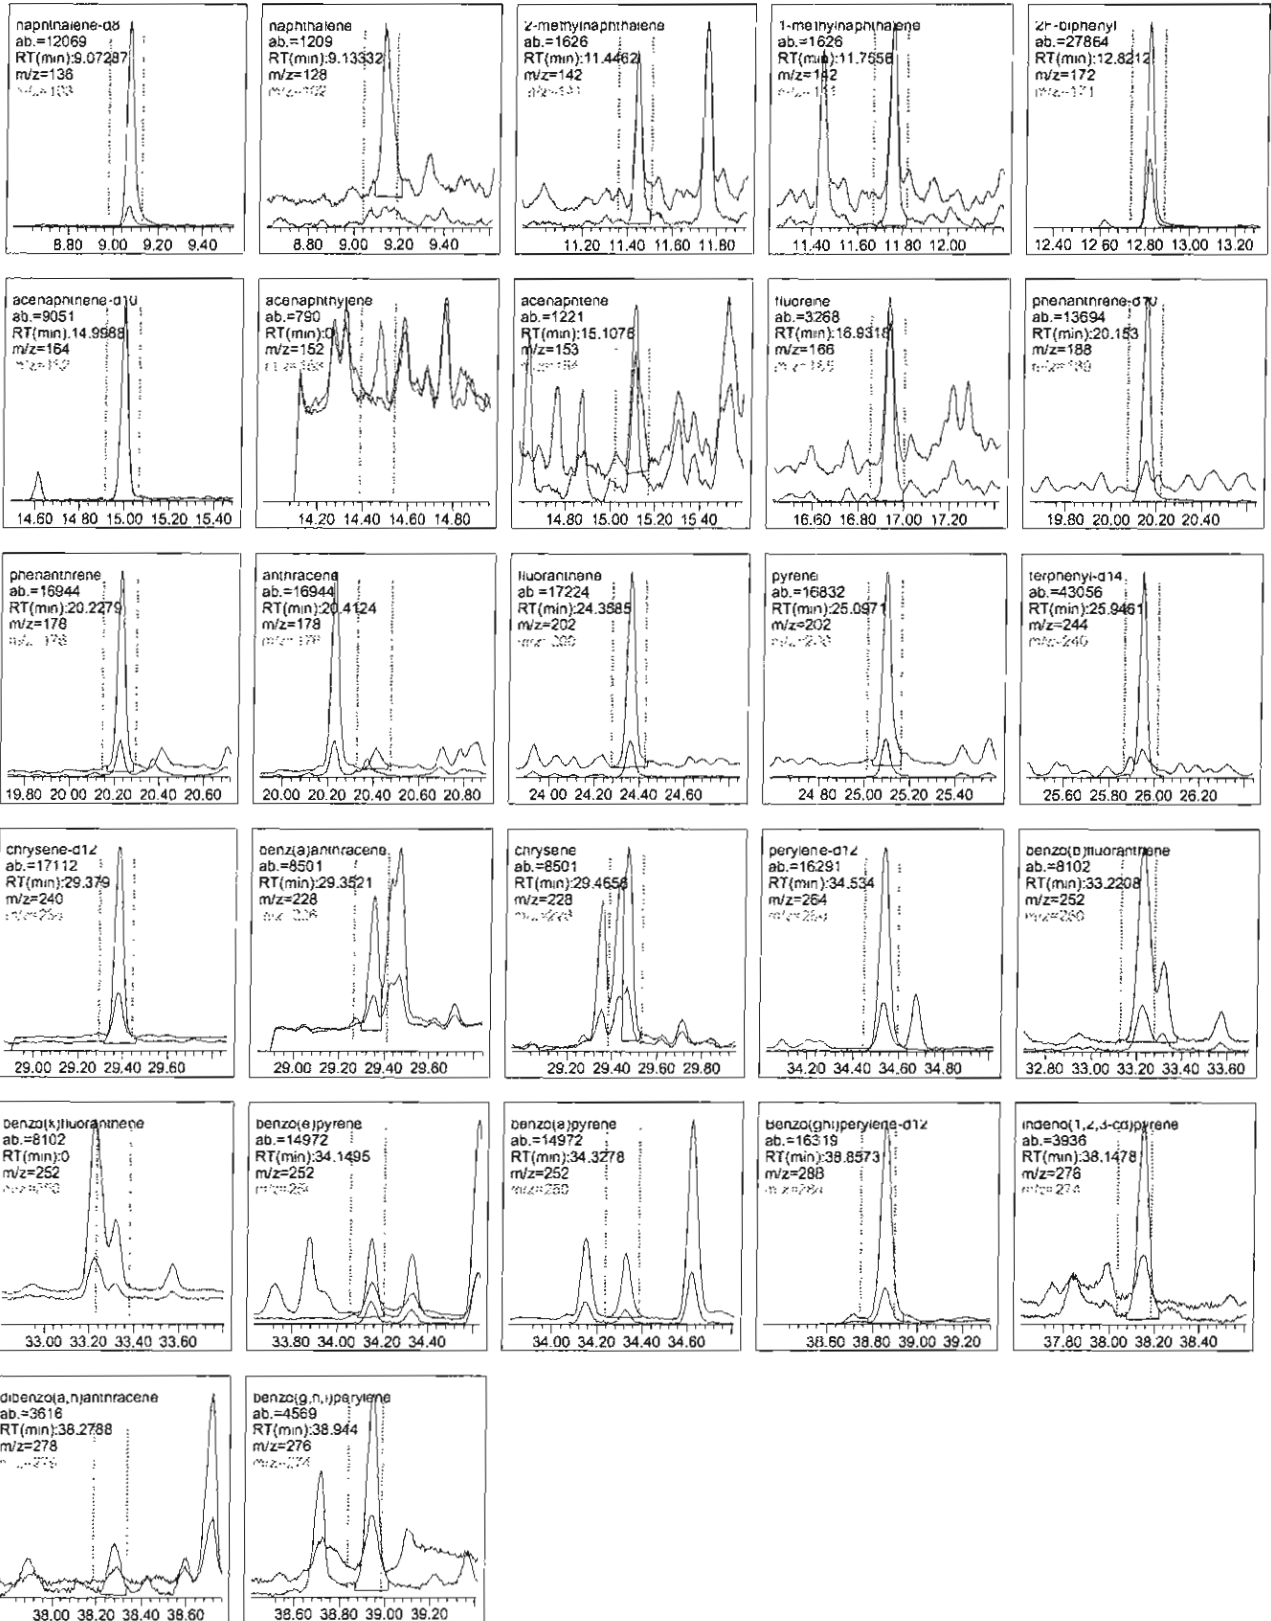 naphthalene-d8
ab.=12069
RT(min):9.07287
m/z=136
8.80 9.00 9.20 9.40
naphthalene
ab.=1209
RT(min):9.13332
m/z=128
8.80 9.00 9.20 9.40
2-methylnaphthalene
ab.=1626
RT(min):11.4462
m/z=142
11.20 11.40 11.60 11.80
1-methylnaphthalene
ab.=1626
RT(min):11.7556
m/z=142
11.40 11.60 11.80 12.00
2F-biphenyl
ab.=27864
RT(min):12.8212
m/z=172
12.40 12.60 12.80 13.00 13.20
acenaphthene-d10
ab.=9051
RT(min).14.9968
m/z=164
14.60 14 80 15.00 15.20 15.40
acenaphthylene
ab.=790
RT(min):0
m/z=152
14.20 14.40 14.60 14.80
acenaphtene
ab.=1221
RT(min):15.1076
m/z=153
14.80 15.00 15.20 15 40
fluorene
ab.=3268
RT(min):16.9318
m/z=166
16.60 16.80 17.00 17.20
phenanthrene-d10
ab.=13694
RT(min):20.153
m/z=188
19.80 20.00 20.20 20.40
phenanthrene
ab.=16944
RT(min):20.2279
m/z=178
19.80 20 00 20.20 20.40 20.60
anthracene
ab.=16944
RT(min):20.4124
m/z=178
20.00 20.20 20.40 20.60 20.80
fluoranthene
ab =17224
RT(min):24.3585
m/z=202
24 00 24.20 24.40 24.60
pyrene
ab.=16832
RT(min):25.0971
m/z=202
24 80 25.00 25.20 25.40
terphenyl-d14
ab.=43056
RT(min):25.9461
m/z=244
25.60 25.80 26.00 26.20
chrysene-d12
ab.=17112
RT(min):29.379
m/z=240
29.00 29.20 29.40 29.60
benz(a)anthracene
ab.=8501
RT(min):29.3521
m/z=228
29.00 29.20 29.40 29.60
chrysene
ab.=8501
RT(min):29.4656
m/z=228
29.20 29.40 29.60 29.80
perylene-d12
ab.=16291
RT(min):34.534
m/z=264
34.20 34.40 34.60 34.80
benzo(b)fluoranthene
ab.=8102
RT(min):33.2208
m/z=252
32.80 33.00 33.20 33.40 33.60
benzo(k)fluoranthene
ab.=8102
RT(min):0
m/z=252
33.00 33.20 33.40 33.60
benzo(e)pyrene
ab.=14972
RT(min):34.1495
m/z=252
33.80 34.00 34.20 34.40
benzo(a)pyrene
ab.=14972
RT(min):34.3278
m/z=252
34.00 34.20 34.40 34.60
Benzo(ghi)perylene-d12
ab.=16319
RT(min):38.8573
m/z=288
38.60 38.80 39.00 39.20
indeno(1,2,3-cd)pyrene
ab.=3936
RT(min):38.1478
m/z=276
37.80 38.00 38.20 38.40
dibenzo(a,h)anthracene
ab.=3616
RT(min):38.2788
m/z=278
38.00 38.20 38.40 38.60
benzo(g,h,i)perylene
ab.=4569
RT(min):38.944
m/z=276
38.60 38.80 39.00 39.20